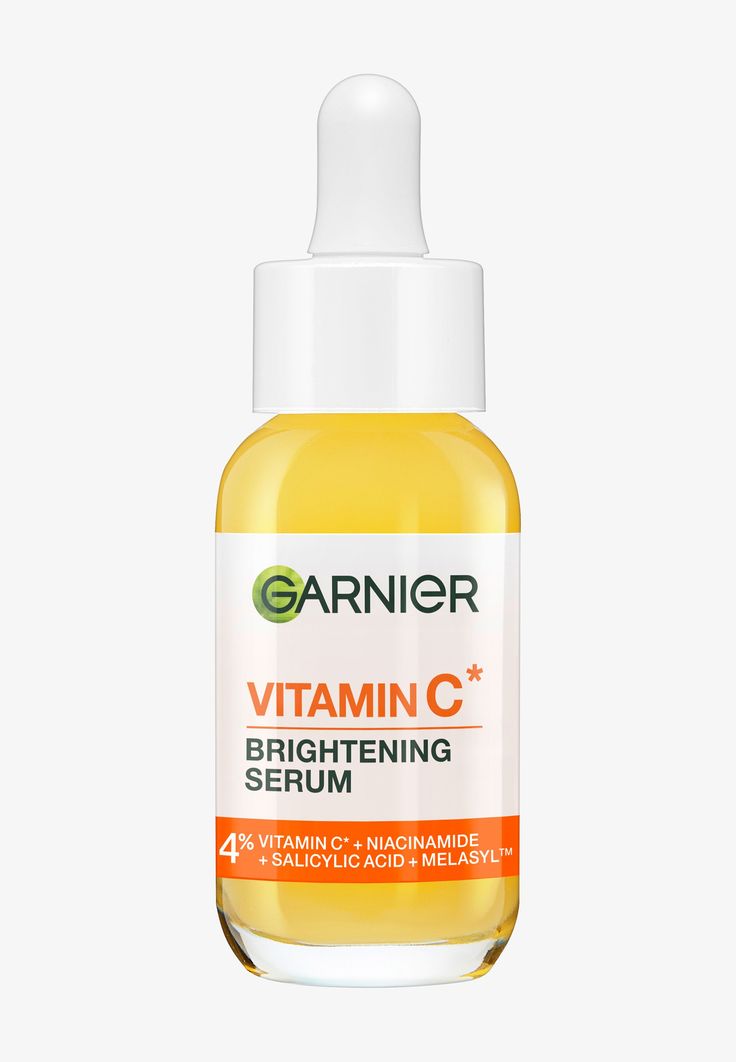 GARNIER
VITAMIN C*
BRIGHTENING
SERUM
4% VITAMIN C* + NIACINAMIDE
+ SALICYLIC ACID + MELASYL™